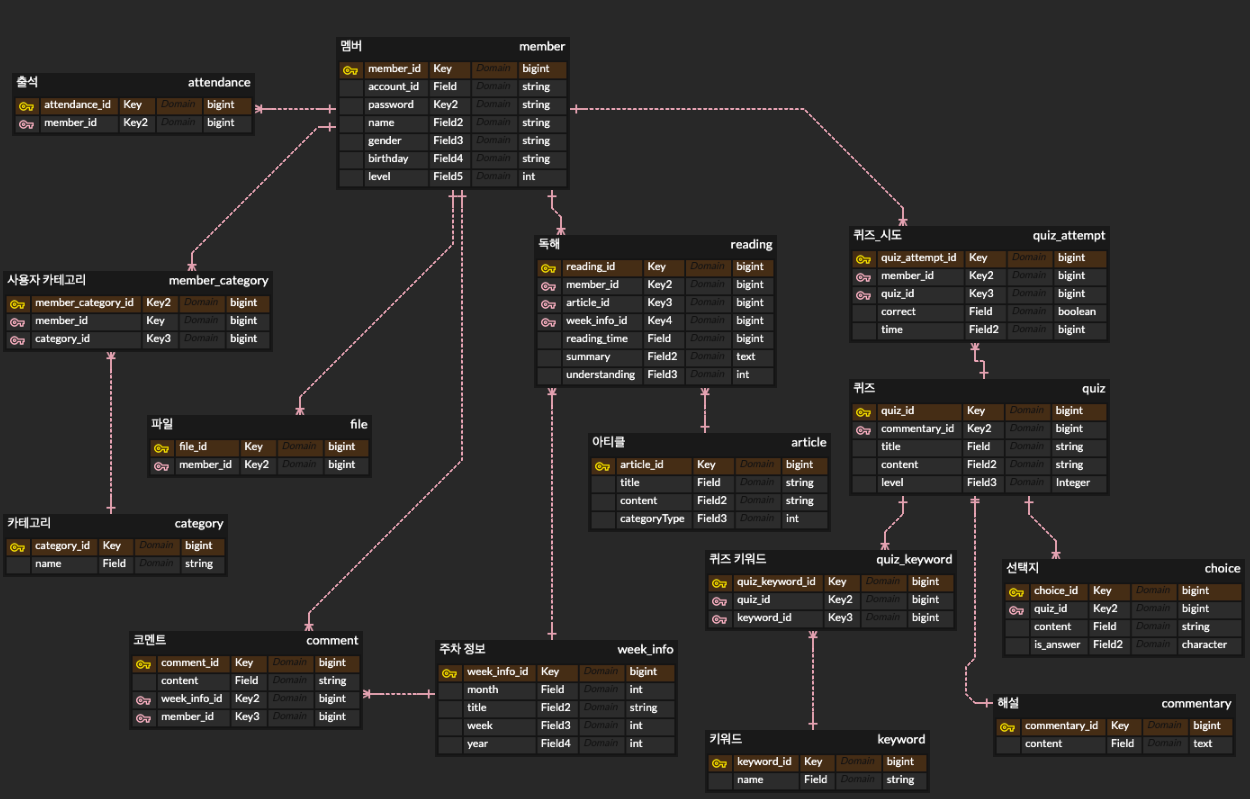 멤버 member
member_id Key Domain bigint
account_id Field Domain string
password Key2 Domain string
name Field2 Domain string
gender Field3 Domain string
birthday Field4 Domain string
level Field5 Domain int
출석 attendance
attendance_id Key Domain bigint
member_id Key2 Domain bigint
퀴즈_시도 quiz_attempt
quiz_attempt_id Key Domain bigint
member_id Key2 Domain bigint
quiz_id Key3 Domain bigint
correct Field Domain boolean
time Field2 Domain bigint
독해 reading
reading_id Key Domain bigint
member_id Key2 Domain bigint
article_id Key3 Domain bigint
week_info_id Key4 Domain bigint
reading_time Field Domain bigint
summary Field2 Domain text
understanding Field3 Domain int
사용자 카테고리 member_category
member_category_id Key2 Domain bigint
member_id Key Domain bigint
category_id Key3 Domain bigint
퀴즈 quiz
quiz_id Key Domain bigint
commentary_id Key2 Domain bigint
title Field Domain string
content Field2 Domain string
level Field3 Domain Integer
파일 file
file_id Key Domain bigint
member_id Key2 Domain bigint
아티클 article
article_id Key Domain bigint
title Field Domain string
content Field2 Domain string
categoryType Field3 Domain int
카테고리 category
category_id Key Domain bigint
name Field Domain string
퀴즈 키워드 quiz_keyword
quiz_keyword_id Key Domain bigint
quiz_id Key2 Domain bigint
keyword_id Key3 Domain bigint
선택지 choice
choice_id Key Domain bigint
quiz_id Key2 Domain bigint
content Field Domain string
is_answer Field2 Domain character
코멘트 comment
comment_id Key Domain bigint
content Field Domain string
week_info_id Key2 Domain bigint
member_id Key3 Domain bigint
주차 정보 week_info
week_info_id Key Domain bigint
month Field Domain int
title Field2 Domain string
week Field3 Domain int
year Field4 Domain int
해설 commentary
commentary_id Key Domain bigint
content Field Domain text
키워드 keyword
keyword_id Key Domain bigint
name Field Domain string